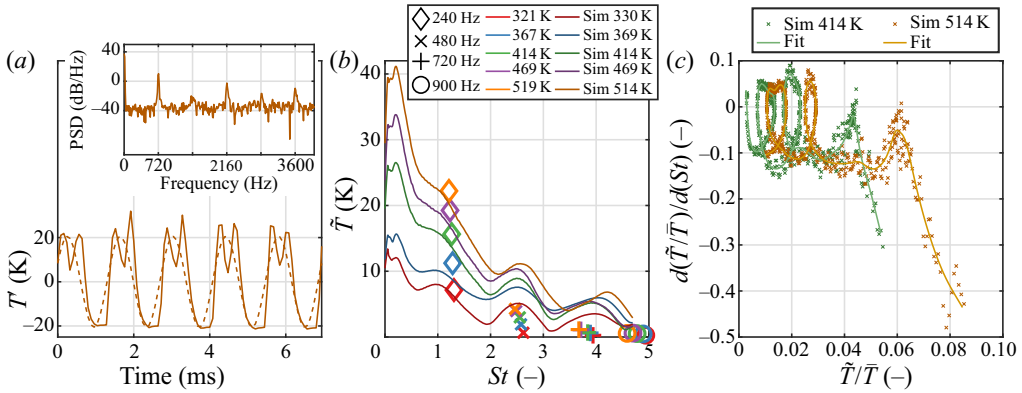 (a)
PSD (dB/Hz)
40
0
−40
0
720
2160
3600
Frequency (Hz)
T′ (K)
20
0
−20
0
2
4
6
Time (ms)
(b)
240 Hz
480 Hz
720 Hz
900 Hz
321 K
367 K
414 K
469 K
519 K
Sim 330 K
Sim 369 K
Sim 414 K
Sim 469 K
Sim 514 K
T̃ (K)
40
30
20
10
0
0
1
2
3
4
5
St (–)
(c)
Sim 414 K
Fit
Sim 514 K
Fit
d(T̃/T̄)/d(St) (–)
0
−0.1
−0.2
−0.3
−0.4
−0.5
0
0.02
0.04
0.06
0.08
0.10
T̃/T̄ (–)